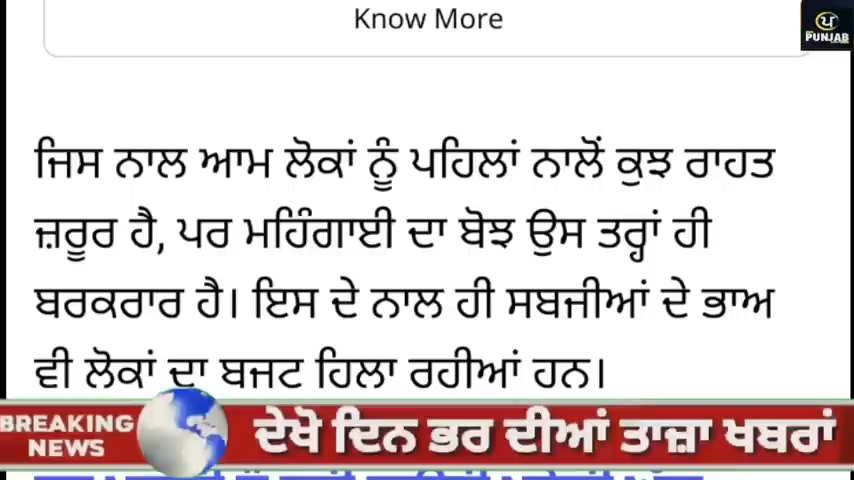 Know More
ਪ
PUNJAB
ਜਿਸ ਨਾਲ ਆਮ ਲੋਕਾਂ ਨੂੰ ਪਹਿਲਾਂ ਨਾਲੋਂ ਕੁਝ ਰਾਹਤ
ਜ਼ਰੂਰ ਹੈ, ਪਰ ਮਹਿੰਗਾਈ ਦਾ ਬੋਝ ਉਸ ਤਰ੍ਹਾਂ ਹੀ
ਬਰਕਰਾਰ ਹੈ। ਇਸ ਦੇ ਨਾਲ ਹੀ ਸਬਜੀਆਂ ਦੇ ਭਾਅ
ਵੀ ਲੋਕਾਂ ਦਾ ਬਜਟ ਹਿਲਾ ਰਹੀਆਂ ਹਨ।
BREAKING
NEWS
ਦੇਖੋ ਦਿਨ ਭਰ ਦੀਆਂ ਤਾਜ਼ਾ ਖਬਰਾਂ